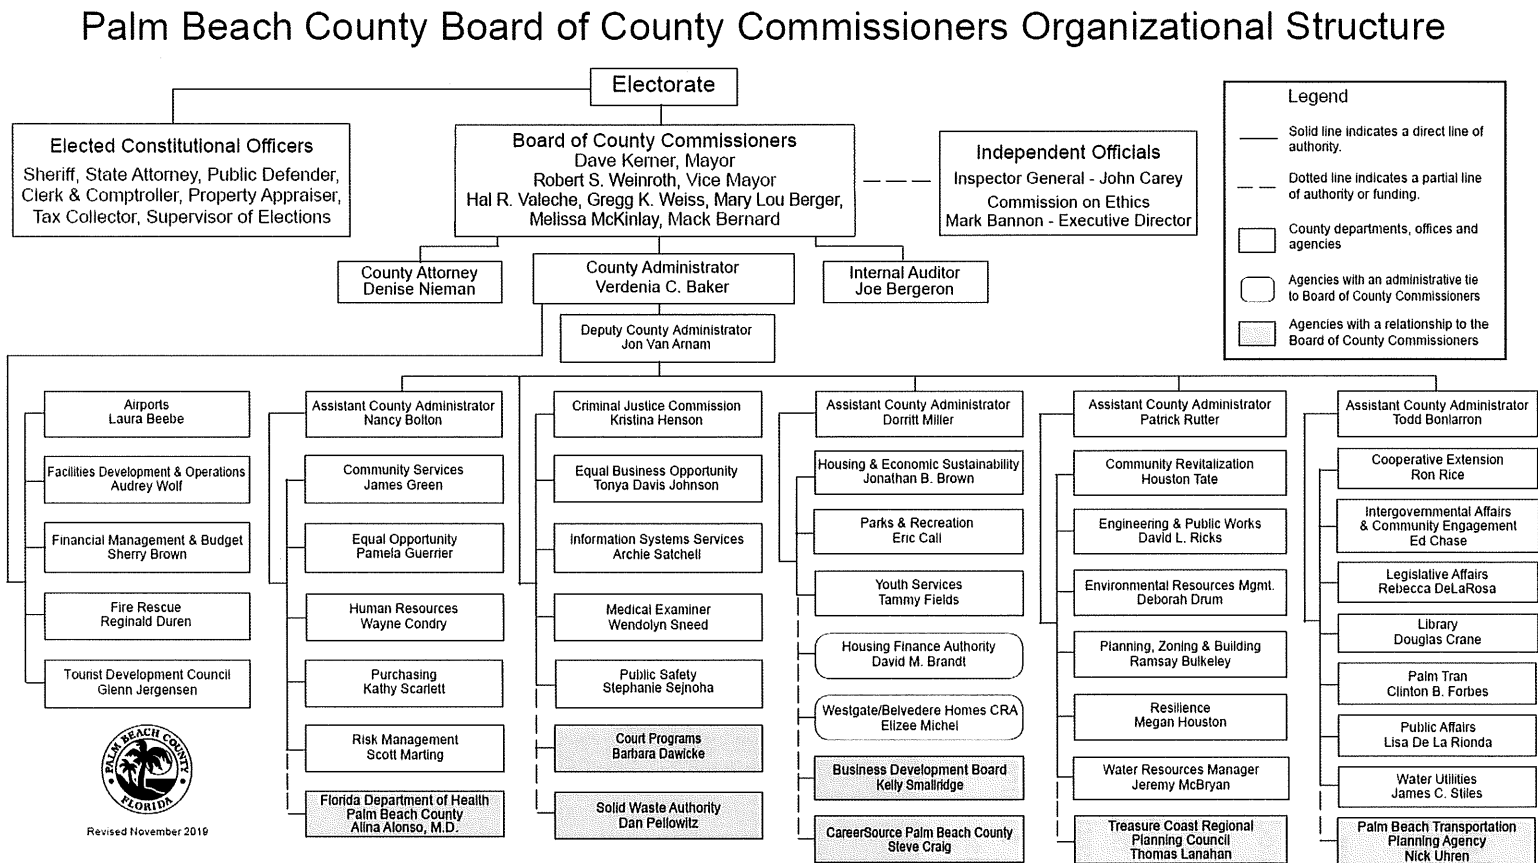 Palm Beach County Board of County Commissioners Organizational Structure
Electorate
Elected Constitutional Officers
Sheriff, State Attorney, Public Defender,
Clerk & Comptroller, Property Appraiser,
Tax Collector, Supervisor of Elections
Board of County Commissioners
Dave Kerner, Mayor
Robert S. Weinroth, Vice Mayor
Hal R. Valeche, Gregg K. Weiss, Mary Lou Berger,
Melissa McKinlay, Mack Bernard
Independent Officials
Inspector General - John Carey
Commission on Ethics
Mark Bannon - Executive Director
Legend
Solid line indicates a direct line of
authority.
Dotted line indicates a partial line
of authority or funding.
County departments, offices and
agencies
Agencies with an administrative tie
to Board of County Commissioners
Agencies with a relationship to the
Board of County Commissioners
County Attorney
Denise Nieman
County Administrator
Verdenia C. Baker
Internal Auditor
Joe Bergeron
Deputy County Administrator
Jon Van Arnam
Airports
Laura Beebe
Facilities Development & Operations
Audrey Wolf
Financial Management & Budget
Sherry Brown
Fire Rescue
Reginald Duren
Tourist Development Council
Glenn Jergensen
PALM BEACH COUNTY
FLORIDA
Revised November 2019
Assistant County Administrator
Nancy Bolton
Community Services
James Green
Equal Opportunity
Pamela Guerrier
Human Resources
Wayne Condry
Purchasing
Kathy Scarlett
Risk Management
Scott Marting
Florida Department of Health
Palm Beach County
Alina Alonso, M.D.
Criminal Justice Commission
Kristina Henson
Equal Business Opportunity
Tonya Davis Johnson
Information Systems Services
Archie Satchell
Medical Examiner
Wendolyn Sneed
Public Safety
Stephanie Sejnoha
Court Programs
Barbara Dawicke
Solid Waste Authority
Dan Pellowitz
Assistant County Administrator
Dorritt Miller
Housing & Economic Sustainability
Jonathan B. Brown
Parks & Recreation
Eric Call
Youth Services
Tammy Fields
Housing Finance Authority
David M. Brandt
Westgate/Belvedere Homes CRA
Elizee Michel
Business Development Board
Kelly Smallridge
CareerSource Palm Beach County
Steve Craig
Assistant County Administrator
Patrick Rutter
Community Revitalization
Houston Tate
Engineering & Public Works
David L. Ricks
Environmental Resources Mgmt.
Deborah Drum
Planning, Zoning & Building
Ramsay Bulkeley
Resilience
Megan Houston
Water Resources Manager
Jeremy McBryan
Treasure Coast Regional
Planning Council
Thomas Lanahan
Assistant County Administrator
Todd Bonlarron
Cooperative Extension
Ron Rice
Intergovernmental Affairs
& Community Engagement
Ed Chase
Legislative Affairs
Rebecca DeLaRosa
Library
Douglas Crane
Palm Tran
Clinton B. Forbes
Public Affairs
Lisa De La Rionda
Water Utilities
James C. Stiles
Palm Beach Transportation
Planning Agency
Nick Uhren